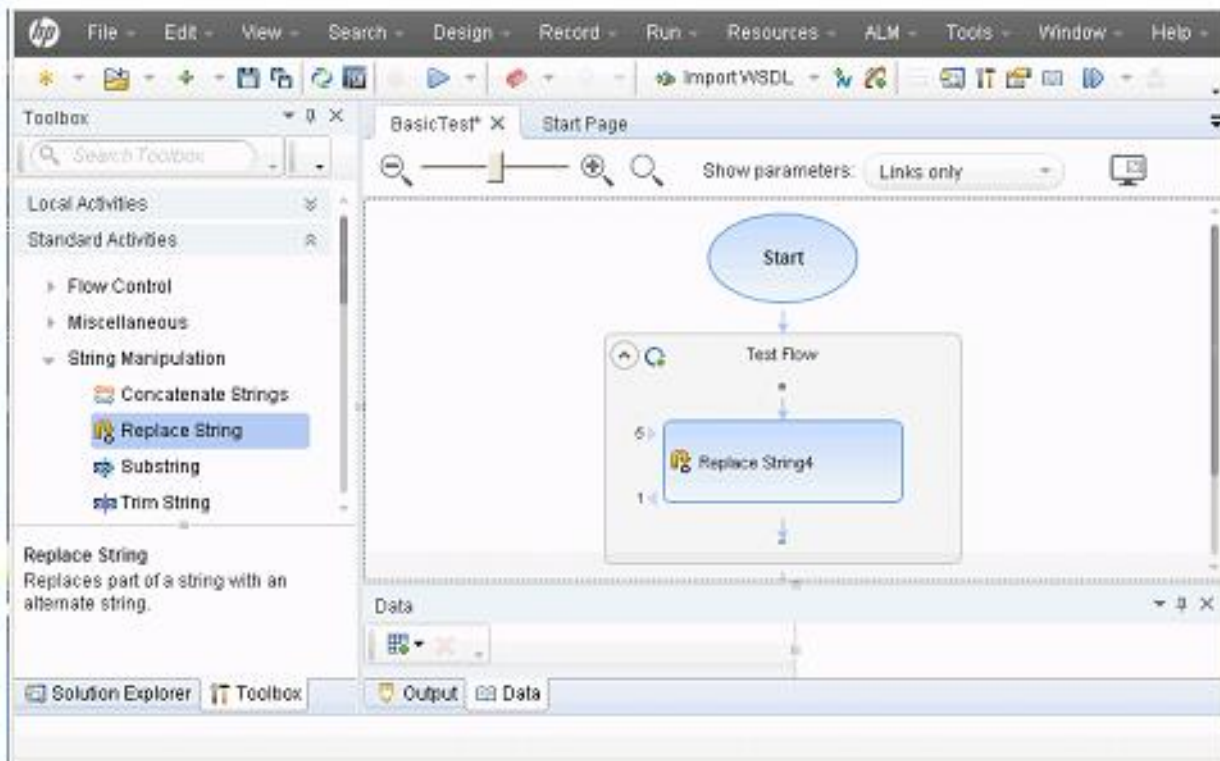 hp File Edit View Search Design Record Run Resources ALM Tools Window Help
Import WSDL
Toolbox
Search Toolbox
Local Activities
Standard Activities
Flow Control
Miscellaneous
String Manipulation
Concatenate Strings
Replace String
Substring
Trim String
Replace String
Replaces part of a string with an
alternate string.
Solution Explorer Toolbox
BasicTest* Start Page
Show parameters: Links only
Start
Test Flow
6
Replace String4
1
Data
Output Data